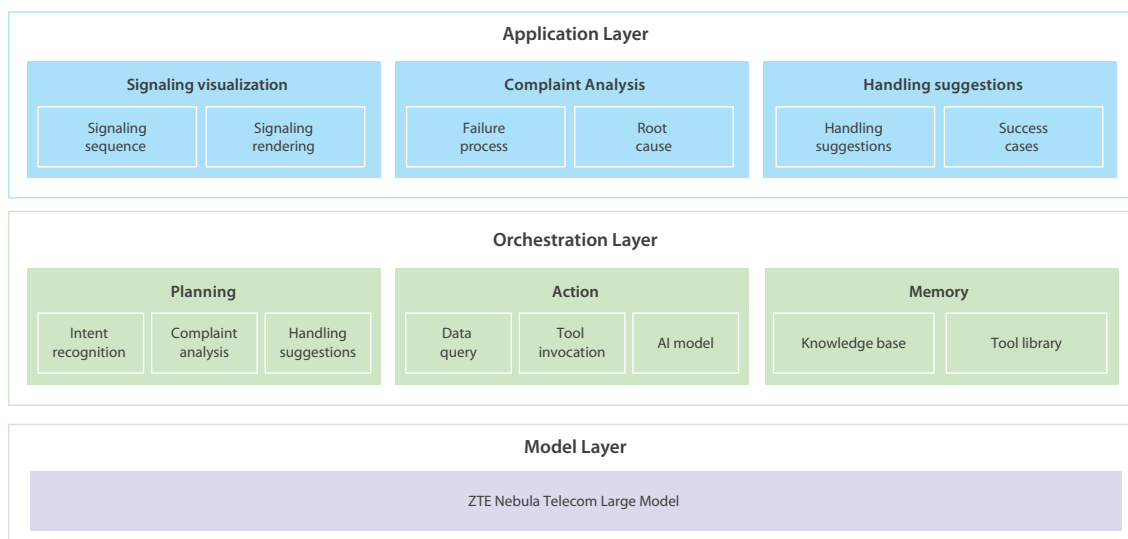 Application Layer
Signaling visualization
Signaling
sequence
Signaling
rendering
Complaint Analysis
Failure
process
Root
cause
Handling suggestions
Handling
suggestions
Success
cases
Orchestration Layer
Planning
Intent
recognition
Complaint
analysis
Handling
suggestions
Action
Data
query
Tool
invocation
AI model
Memory
Knowledge base
Tool library
Model Layer
ZTE Nebula Telecom Large Model